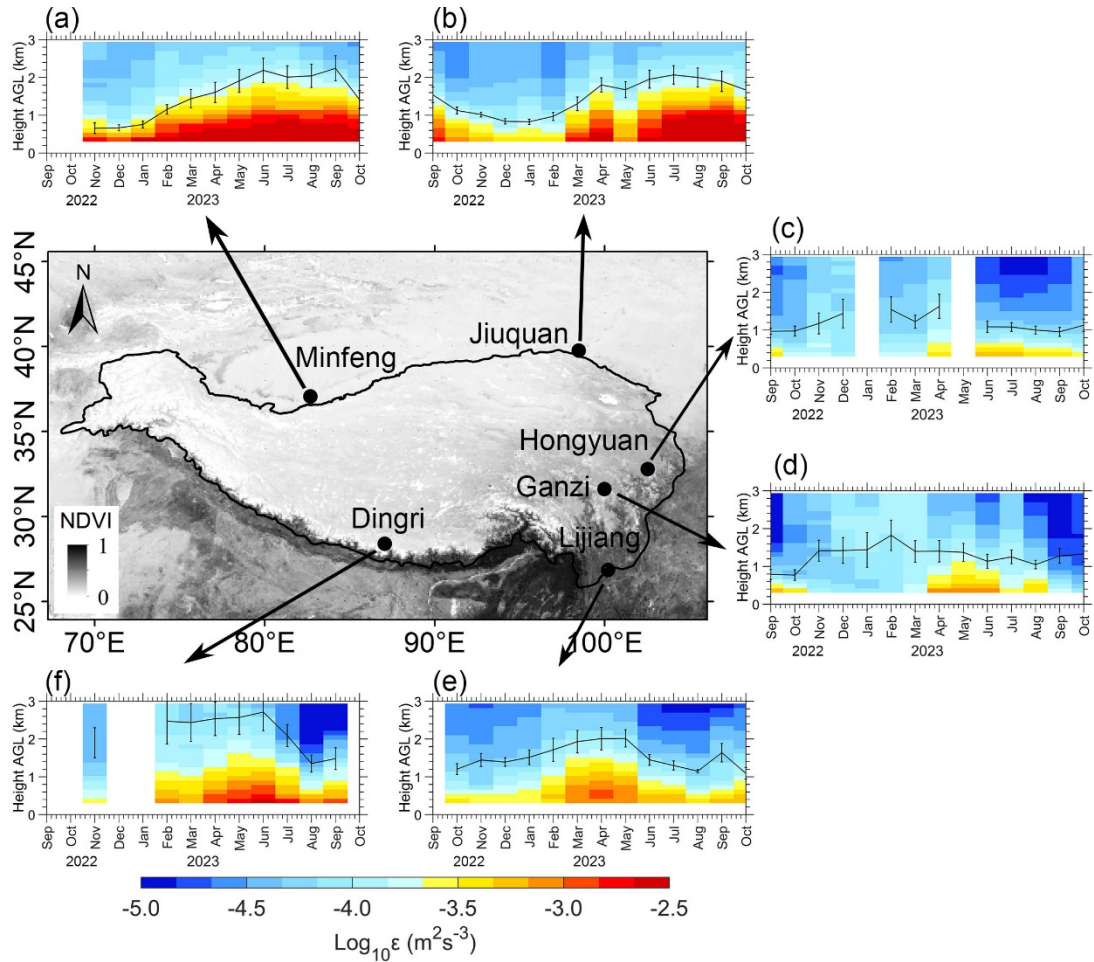 (a)
Height AGL (km)
3
2
1
0
Sep Oct Nov Dec Jan Feb Mar Apr May Jun Jul Aug Sep Oct
2022 2023
(b)
Height AGL (km)
3
2
1
0
Sep Oct Nov Dec Jan Feb Mar Apr May Jun Jul Aug Sep Oct
2022 2023
(c)
Height AGL (km)
3
2
1
0
Sep Oct Nov Dec Jan Feb Mar Apr May Jun Jul Aug Sep Oct
2022 2023
45°N
40°N
35°N
30°N
25°N
N
Minfeng
Jiuquan
Hongyuan
Ganzi
Dingri
Lijiang
NDVI
1
0
70°E 80°E 90°E 100°E
(d)
Height AGL (km)
3
2
1
0
Sep Oct Nov Dec Jan Feb Mar Apr May Jun Jul Aug Sep Oct
2022 2023
(f)
Height AGL (km)
3
2
1
0
Sep Oct Nov Dec Jan Feb Mar Apr May Jun Jul Aug Sep Oct
2022 2023
(e)
Height AGL (km)
3
2
1
0
Sep Oct Nov Dec Jan Feb Mar Apr May Jun Jul Aug Sep Oct
2022 2023
-5.0 -4.5 -4.0 -3.5 -3.0 -2.5
Log₁₀ε (m²s⁻³)